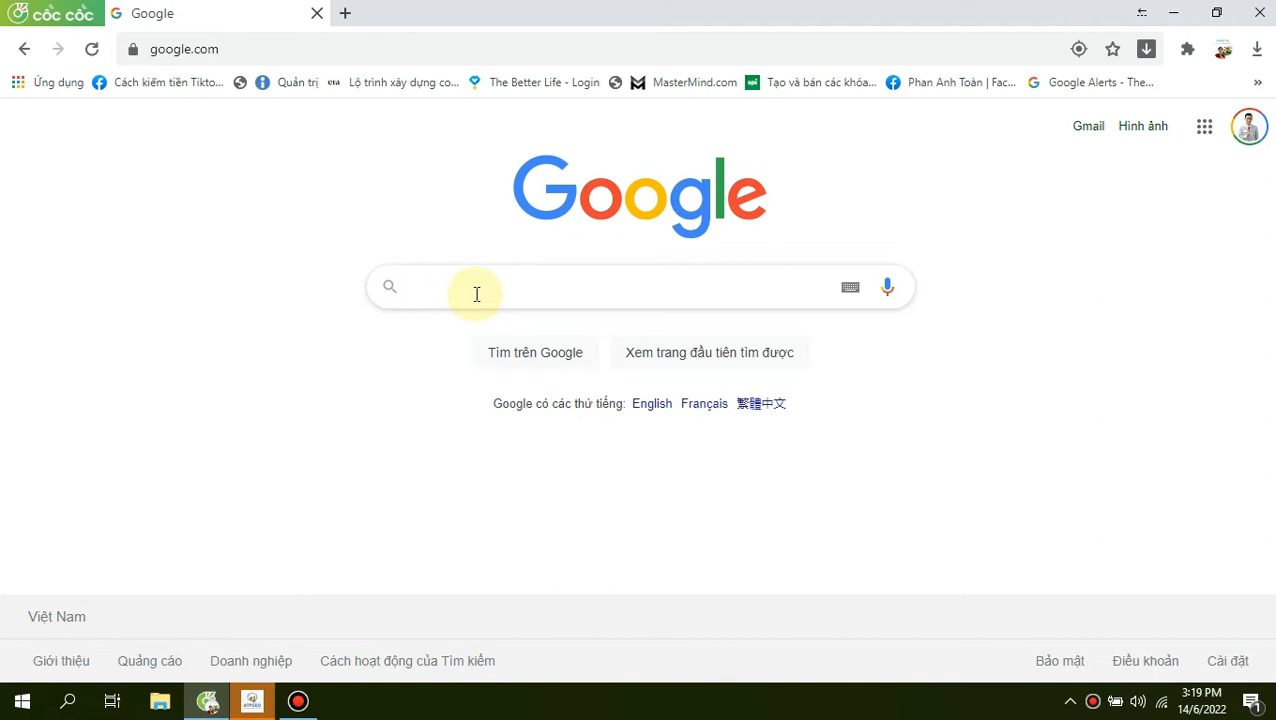 cốc cốc
Google
google.com
Ứng dụng
Cách kiếm tiền Tikto...
Quản trị
era
Lộ trình xây dựng co...
The Better Life - Login
MasterMind.com
spi
Tạo và bán các khóa...
Phan Anh Toàn | Fac...
Google Alerts - The...
»
Gmail
Hình ảnh
Google
Tìm trên Google
Xem trang đầu tiên tìm được
Google có các thứ tiếng: English Français 繁體中文
Việt Nam
Giới thiệu
Quảng cáo
Doanh nghiệp
Cách hoạt động của Tìm kiếm
Bảo mật
Điều khoản
Cài đặt
ATPSEO
3:19 PM
14/6/2022
1